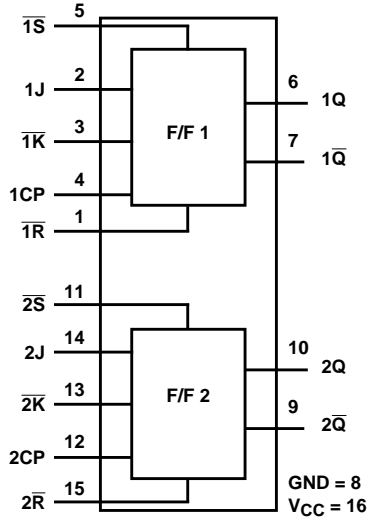 1S̅ 5
1J 2
1K̅ 3
1CP 4
1R̅ 1
F/F 1
6 1Q
7 1Q̅
2S̅ 11
2J 14
2K̅ 13
2CP 12
2R̅ 15
F/F 2
10 2Q
9 2Q̅
GND = 8
VCC = 16